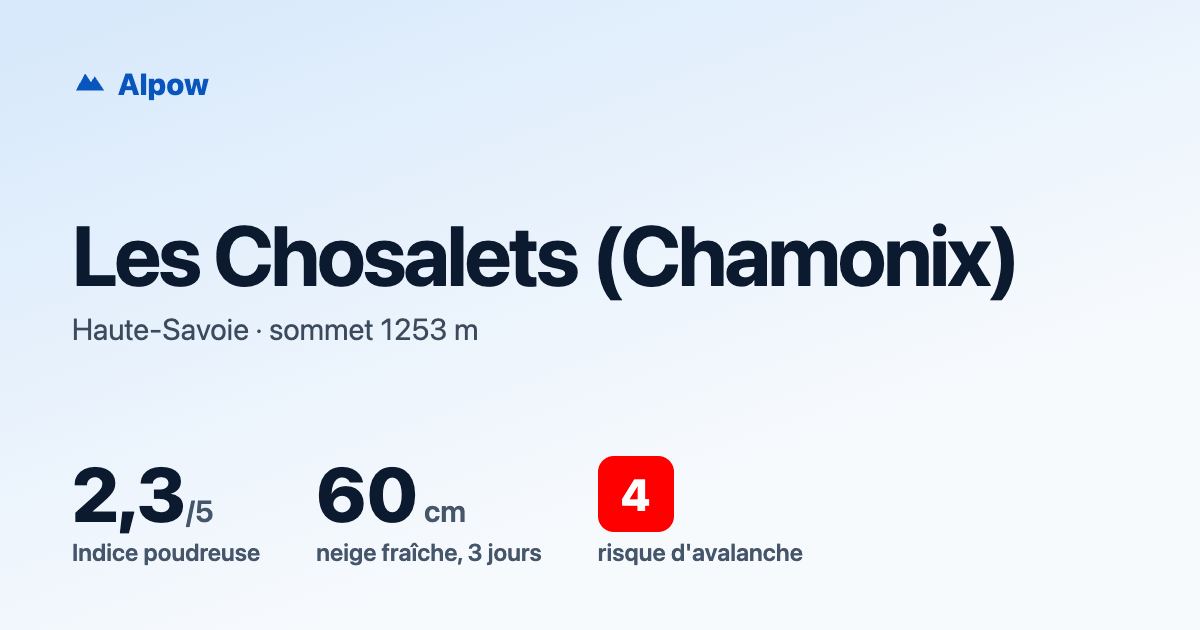 Alpow
Les Chosalets (Chamonix)
Haute-Savoie · sommet 1253 m
2,3/5
Indice poudreuse
60 cm
neige fraîche, 3 jours
4
risque d'avalanche